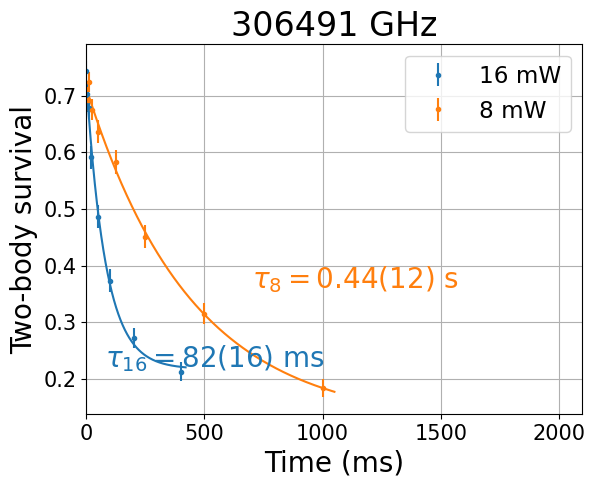 306491 GHz
16 mW
8 mW
Two-body survival
0.7
0.6
0.5
0.4
0.3
0.2
τ₈ = 0.44(12) s
τ₁₆ = 82(16) ms
0
500
1000
1500
2000
Time (ms)